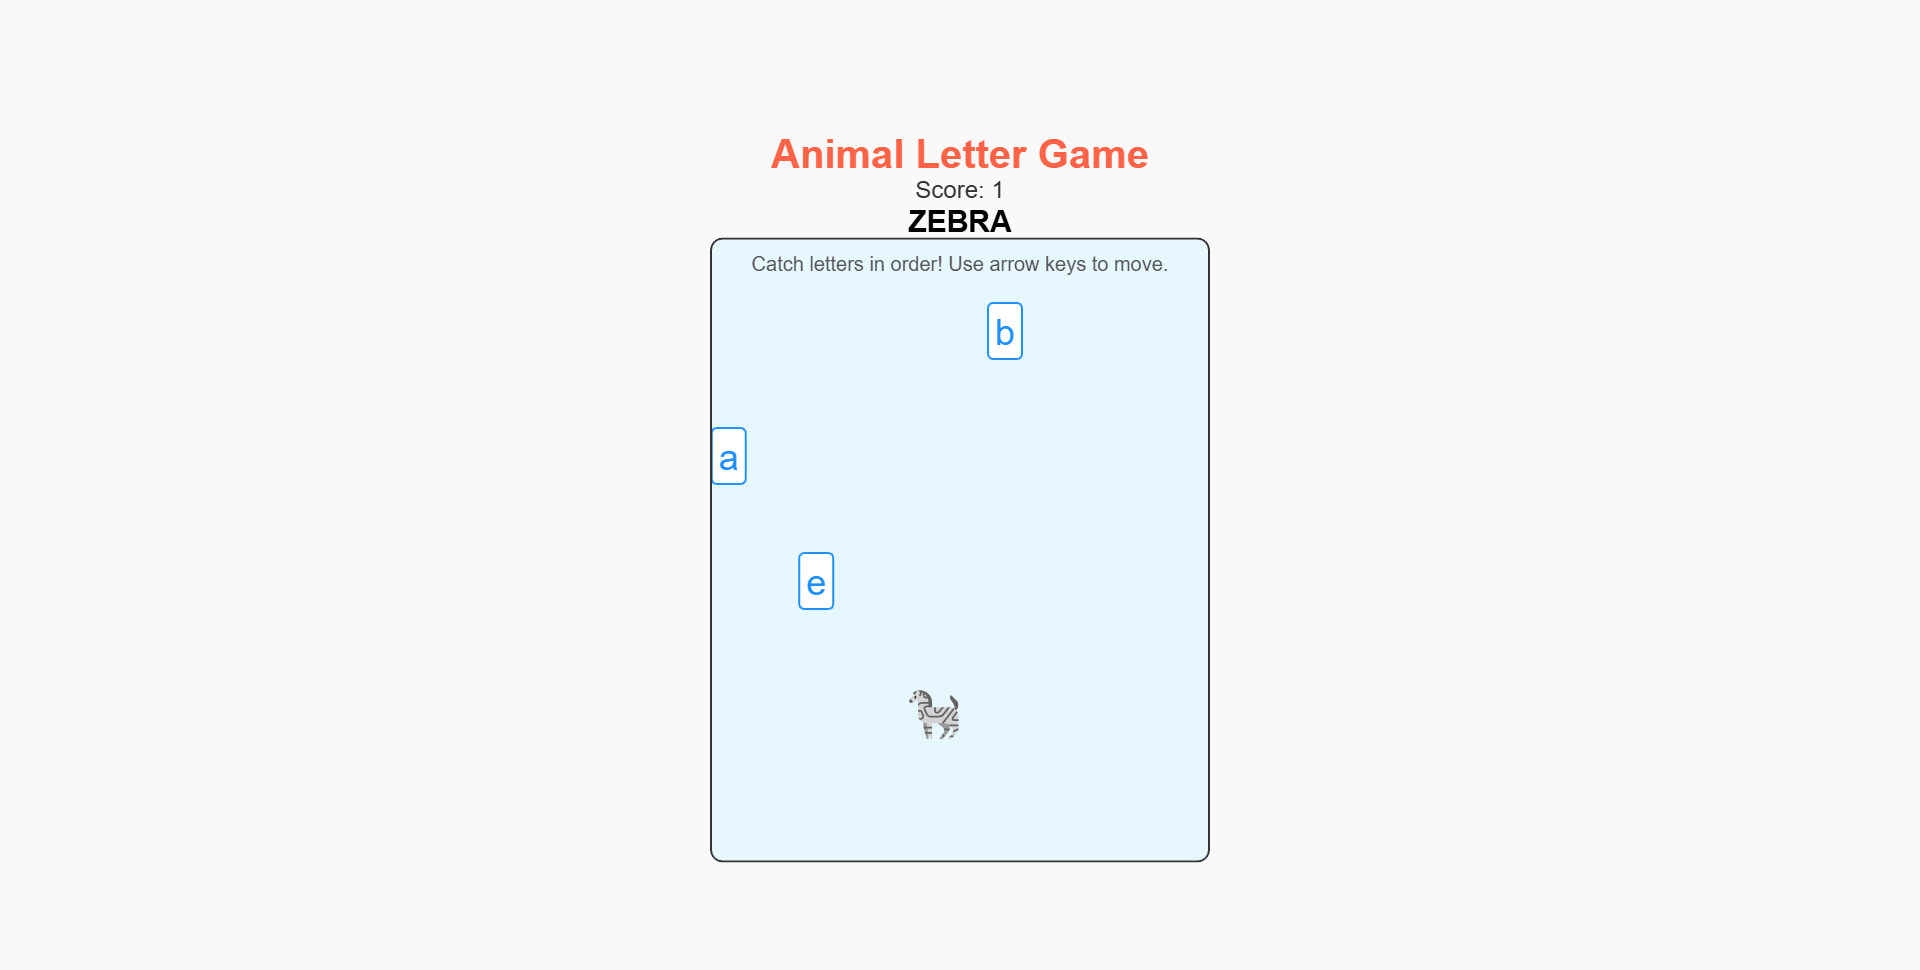 Animal Letter Game
Score: 1
ZEBRA
Catch letters in order! Use arrow keys to move.
b
a
e